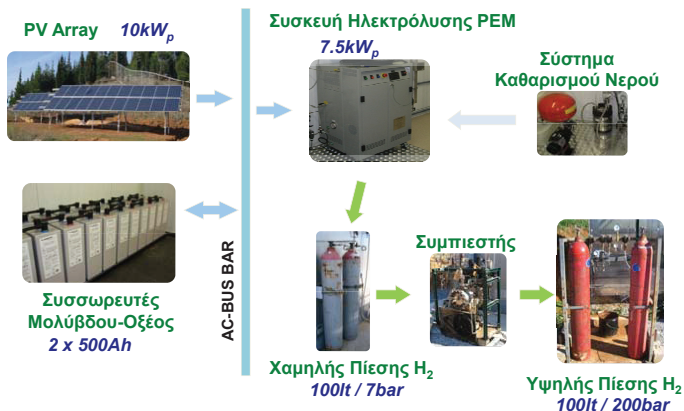 PV Array 10kWp
Συσκευή Ηλεκτρόλυσης PEM
7.5kWp
Σύστημα
Καθαρισμού Νερού
AC-BUS BAR
Συσσωρευτές
Μολύβδου-Οξέος
2 x 500Ah
Συμπιεστής
Χαμηλής Πίεσης H2
100lt / 7bar
Υψηλής Πίεσης H2
100lt / 200bar